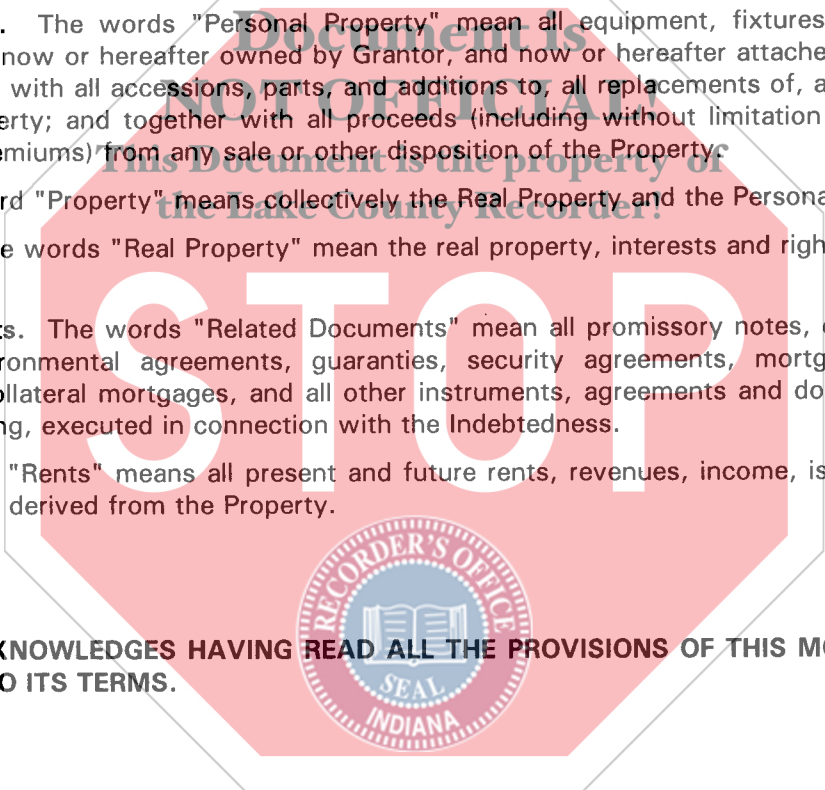 Document is
NOT OFFICIAL!
This Document is the property of
the Lake County Recorder!
. The words "Personal Property" mean all equipment, fixtures
now or hereafter owned by Grantor, and now or hereafter attache
with all accessions, parts, and additions to, all replacements of, a
erty; and together with all proceeds (including without limitation
emiums) from any sale or other disposition of the Property.
rd "Property" means collectively the Real Property and the Persona
e words "Real Property" mean the real property, interests and righ
STOP
ts. The words "Related Documents" mean all promissory notes,
ronmental agreements, guaranties, security agreements, mortg
llateral mortgages, and all other instruments, agreements and do
ng, executed in connection with the Indebtedness.
"Rents" means all present and future rents, revenues, income, is
derived from the Property.
RECORDER'S OFFICE
SEAL
INDIANA
KNOWLEDGES HAVING READ ALL THE PROVISIONS OF THIS MO
O ITS TERMS.